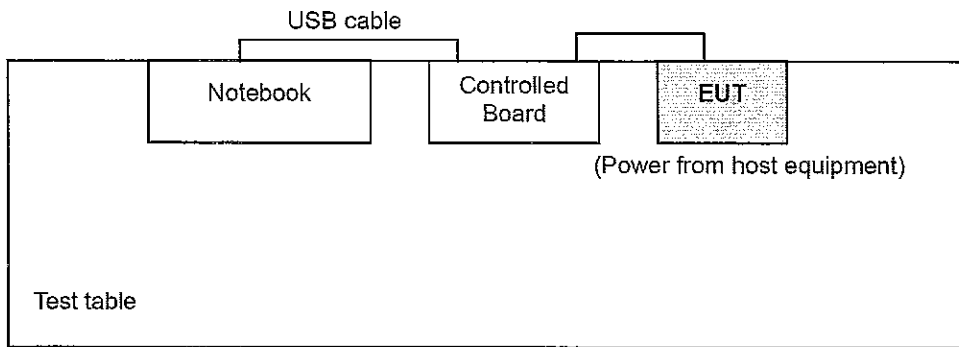 USB cable
Notebook
Controlled
Board
EUT
(Power from host equipment)
Test table